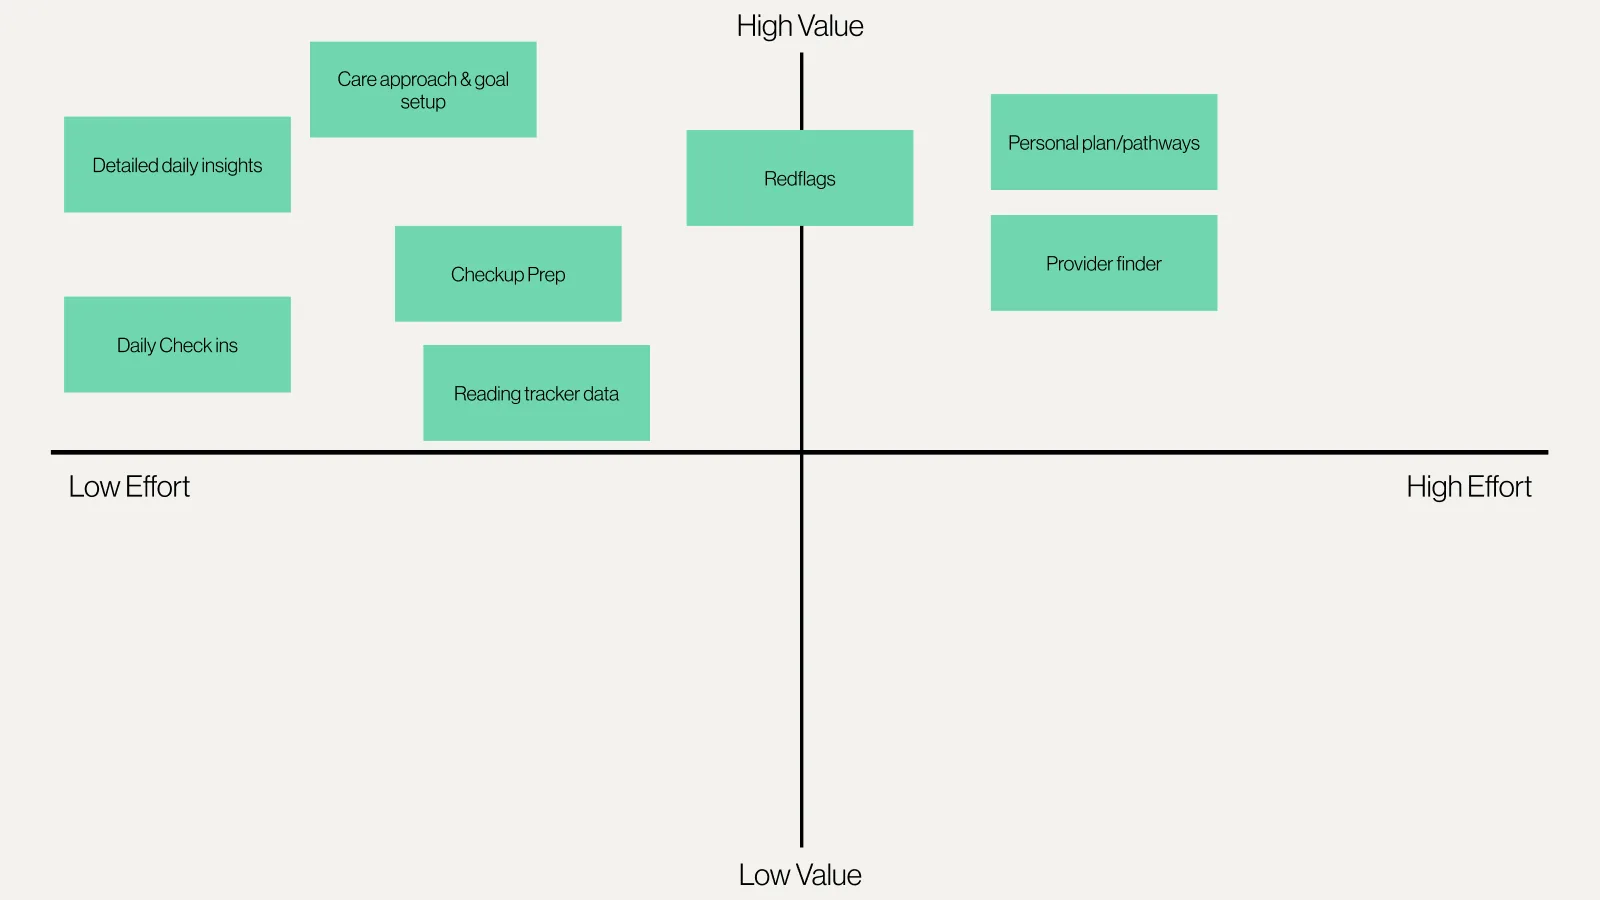 High Value
Care approach & goal
setup
Detailed daily insights
Personal plan/pathways
Redflags
Provider finder
Checkup Prep
Daily Check ins
Reading tracker data
Low Effort
High Effort
Low Value